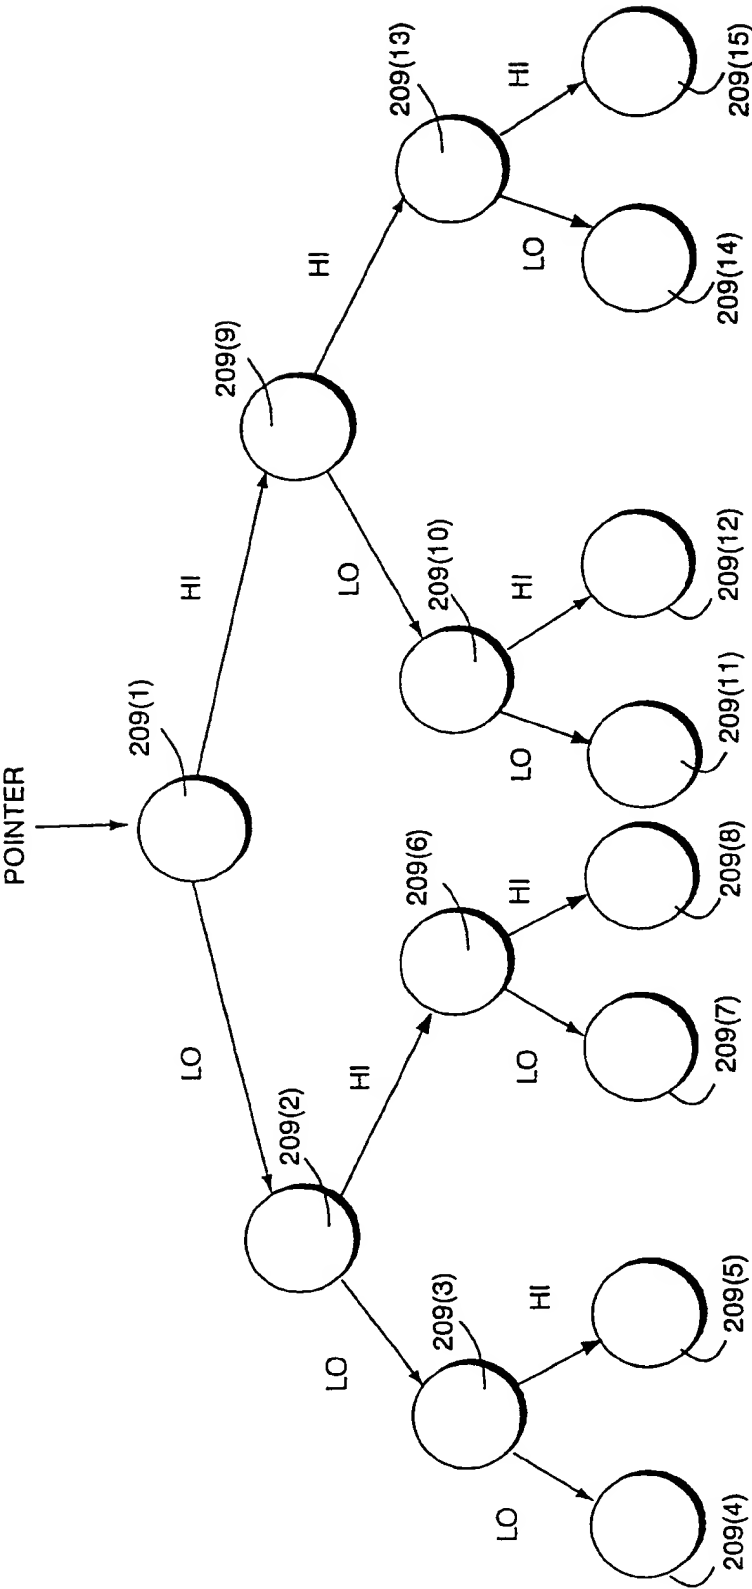 POINTER
209(1)
LO
HI
209(2)
209(9)
LO
HI
LO
HI
209(3)
209(6)
209(10)
209(13)
LO
HI
LO
HI
LO
HI
LO
HI
209(4)
209(5)
209(7)
209(8)
209(11)
209(12)
209(14)
209(15)